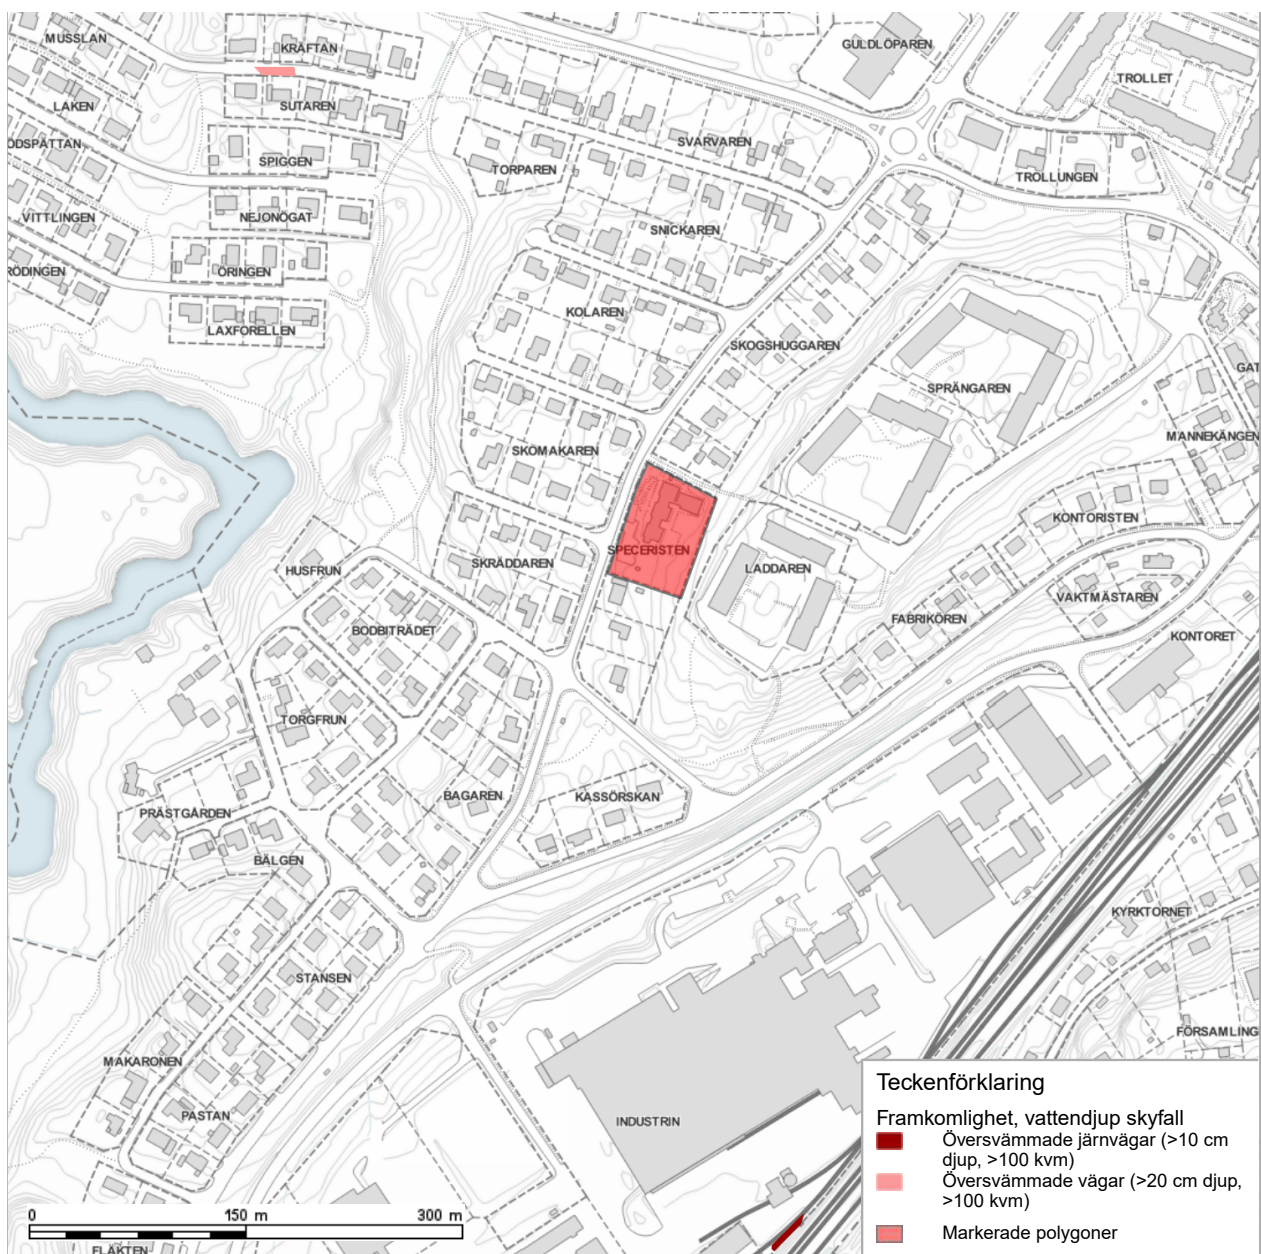 MUSSLAN
KRÄFTAN
GULDLÖPAREN
TROLLET
LAKEN
SUTAREN
SVARVAREN
SPIGGEN
TORPAREN
TROLLUNGEN
VITTLINGEN
NEJONÖGAT
SNICKAREN
RÖDINGEN
ÖRINGEN
KOLAREN
LAXFORELLEN
SKOGSHUGGAREN
GAT
SPRÄNGAREN
MANNEKÄNGEN
SKOMAKAREN
KONTORISTEN
SPECERISTEN
SKRÄDDAREN
HUSFRUN
LADDAREN
VAKTMÄSTAREN
FABRIKÖREN
BODBITRÄDET
KONTORET
TORGFRUN
BAGAREN
KASSÖRSKAN
PRÄSTGÅRDEN
BÄLGEN
KYRKTORNET
STANSEN
FÖRSAMLING
MAKARONEN
PASTAN
INDUSTRIN
Teckenförklaring
Framkomlighet, vattendjup skyfall
Översvämmade järnvägar (>10 cm
djup, >100 kvm)
Översvämmade vägar (>20 cm djup,
>100 kvm)
Markerade polygoner
0 150 m 300 m
FLÄKTEN